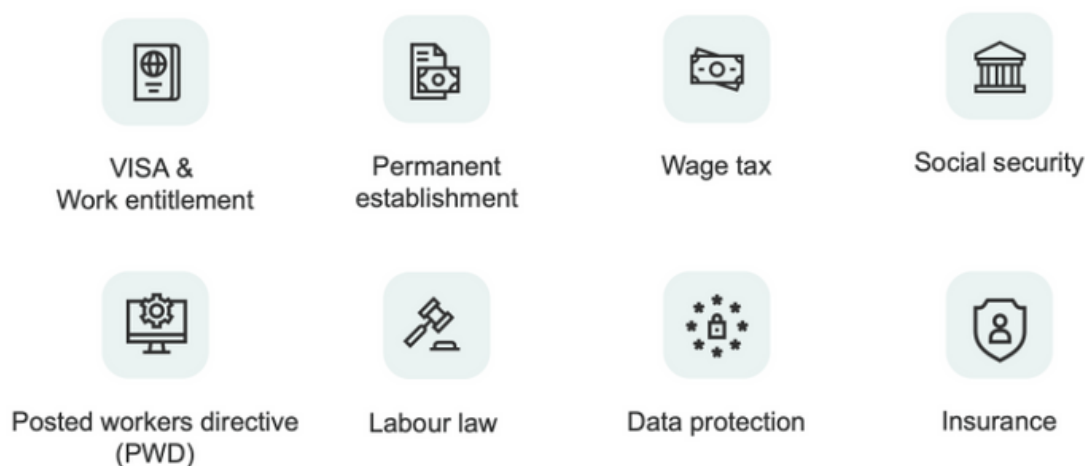 VISA &
Work entitlement
Permanent
establishment
Wage tax
Social security
Posted workers directive
(PWD)
Labour law
Data protection
Insurance